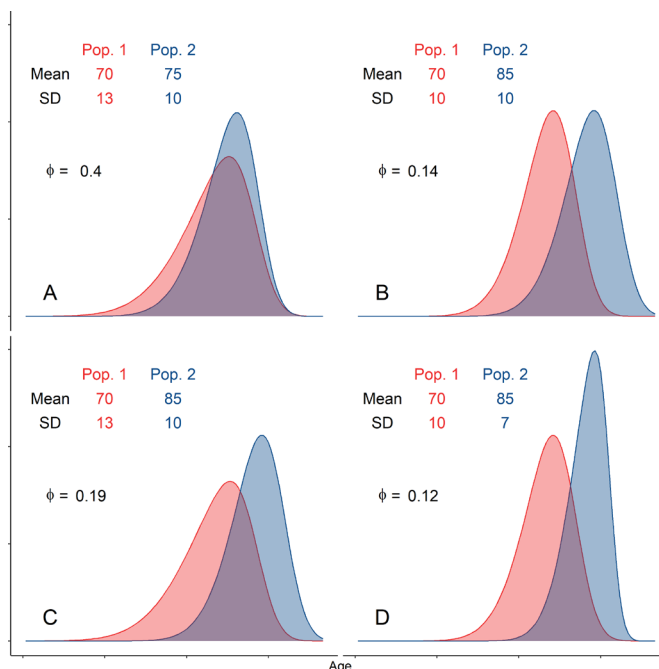 Pop. 1 Pop. 2
Mean 70 75
SD 13 10
ϕ = 0.4
A
Pop. 1 Pop. 2
Mean 70 85
SD 10 10
ϕ = 0.14
B
Pop. 1 Pop. 2
Mean 70 85
SD 13 10
ϕ = 0.19
C
Pop. 1 Pop. 2
Mean 70 85
SD 10 7
ϕ = 0.12
D
Age